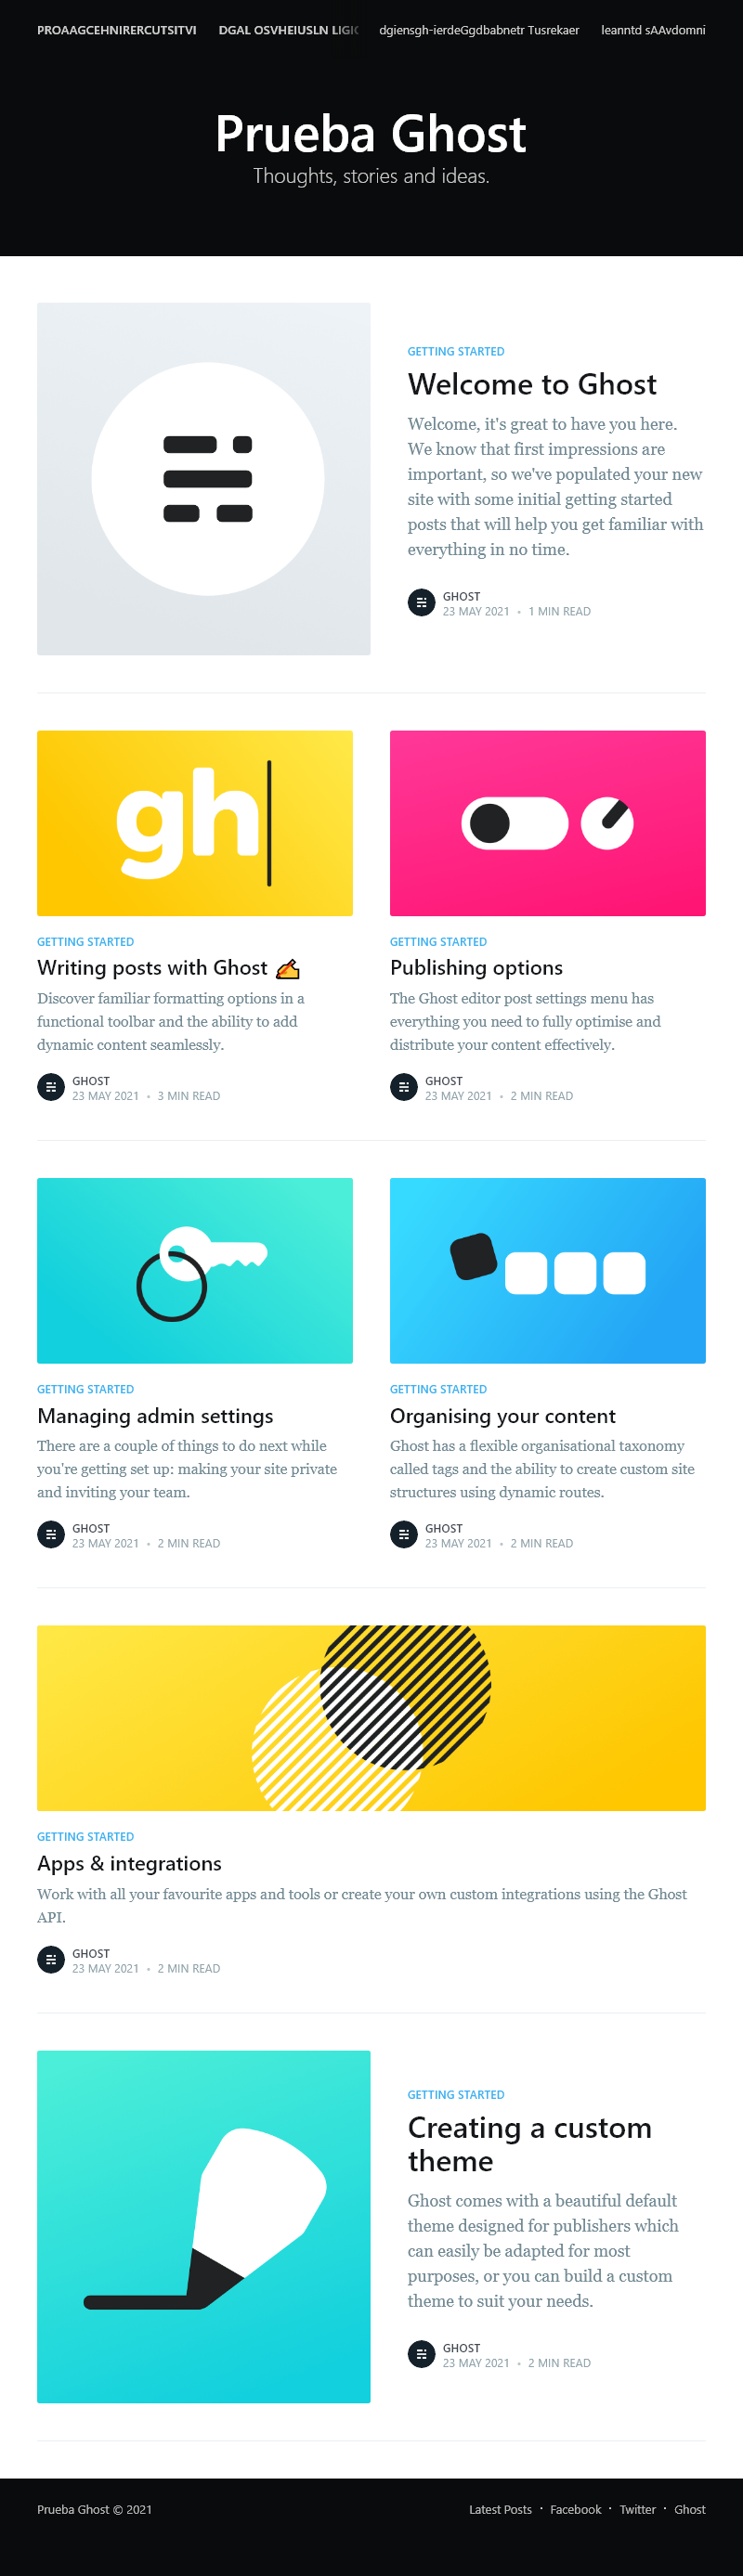 PROAAGCEHNIRERCUTSITVI DGAL OSVHEIUSLN LIGIC dgiensgh-ierdeGgdbabnetr Tusrekaer leanntd sAAvdomni
Prueba Ghost
Thoughts, stories and ideas.
GETTING STARTED
Welcome to Ghost
Welcome, it's great to have you here.
We know that first impressions are
important, so we've populated your new
site with some initial getting started
posts that will help you get familiar with
everything in no time.
GHOST
23 MAY 2021 • 1 MIN READ
gh
GETTING STARTED
Writing posts with Ghost ✍️
Discover familiar formatting options in a
functional toolbar and the ability to add
dynamic content seamlessly.
GHOST
23 MAY 2021 • 3 MIN READ
GETTING STARTED
Publishing options
The Ghost editor post settings menu has
everything you need to fully optimise and
distribute your content effectively.
GHOST
23 MAY 2021 • 2 MIN READ
GETTING STARTED
Managing admin settings
There are a couple of things to do next while
you're getting set up: making your site private
and inviting your team.
GHOST
23 MAY 2021 • 2 MIN READ
GETTING STARTED
Organising your content
Ghost has a flexible organisational taxonomy
called tags and the ability to create custom site
structures using dynamic routes.
GHOST
23 MAY 2021 • 2 MIN READ
GETTING STARTED
Apps & integrations
Work with all your favourite apps and tools or create your own custom integrations using the Ghost
API.
GHOST
23 MAY 2021 • 2 MIN READ
GETTING STARTED
Creating a custom
theme
Ghost comes with a beautiful default
theme designed for publishers which
can easily be adapted for most
purposes, or you can build a custom
theme to suit your needs.
GHOST
23 MAY 2021 • 2 MIN READ
Prueba Ghost © 2021
Latest Posts • Facebook • Twitter • Ghost